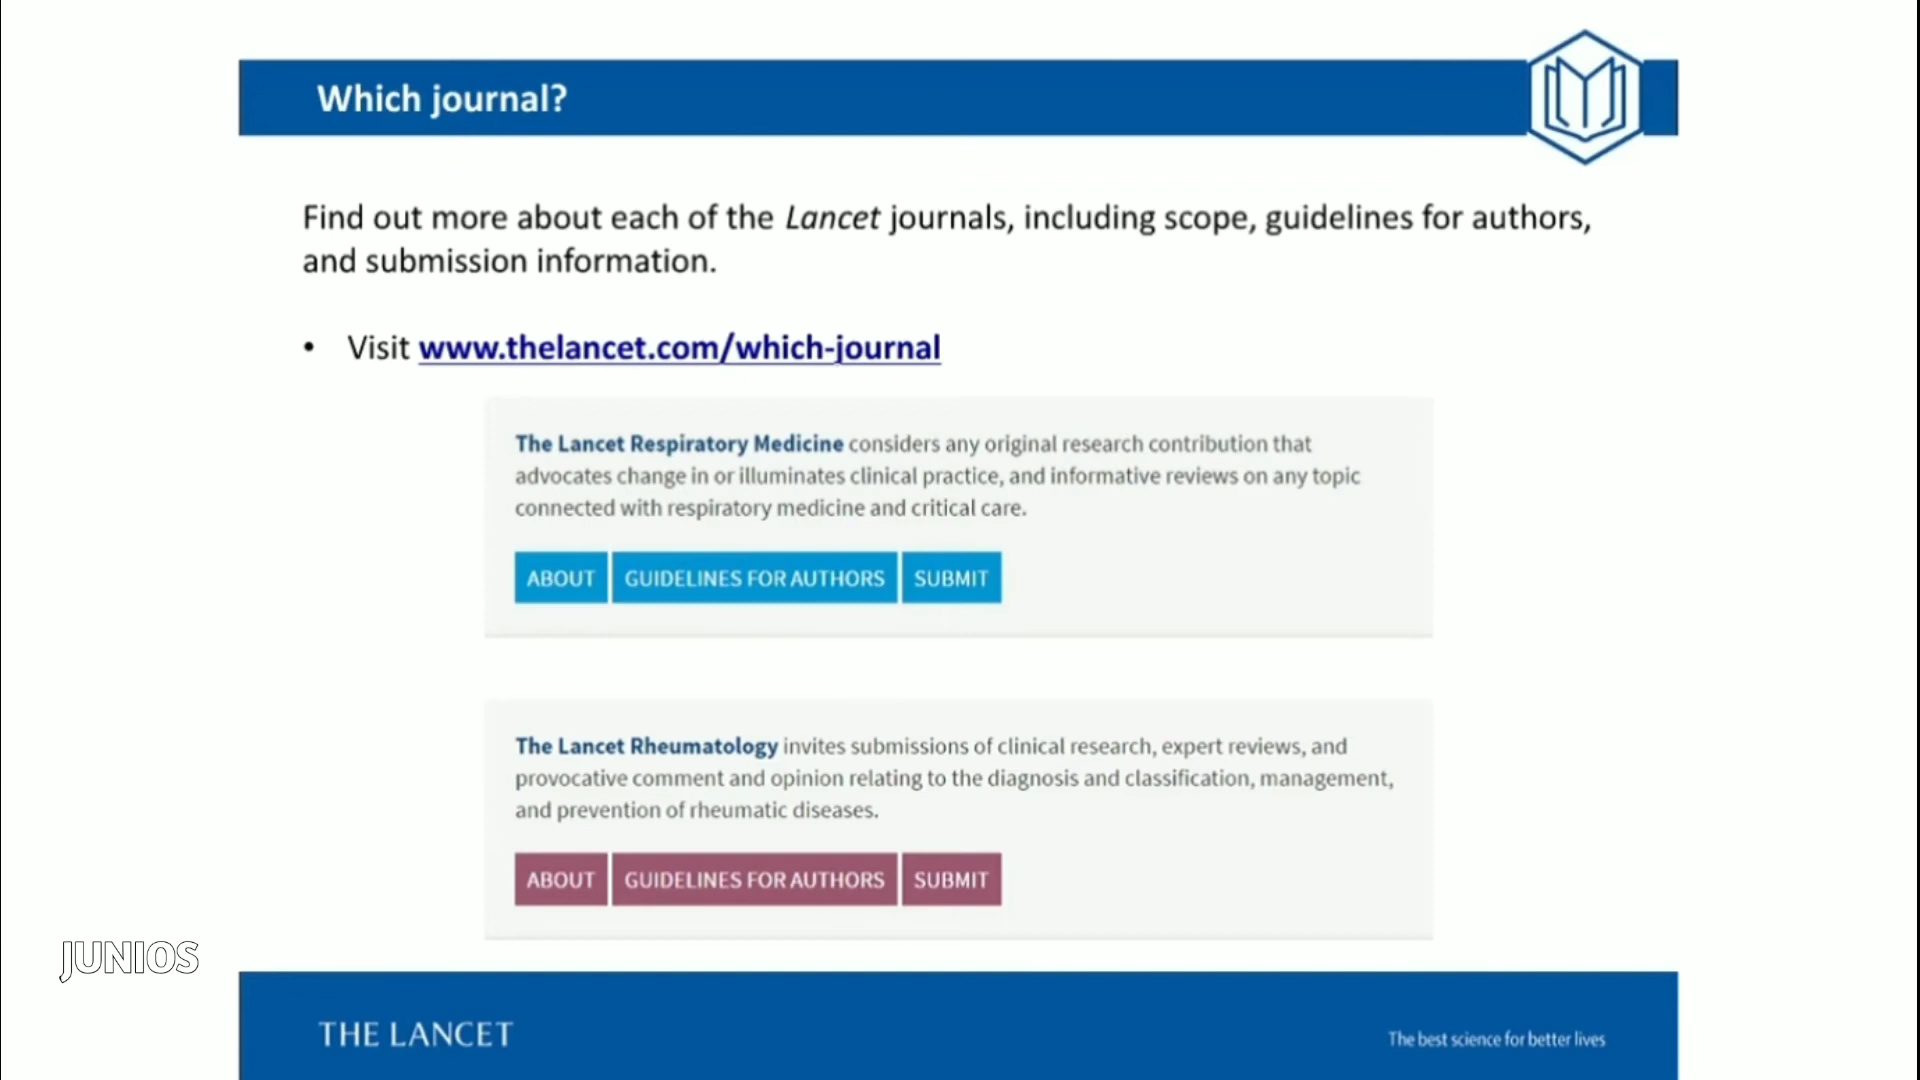 Which journal?
Find out more about each of the Lancet journals, including scope, guidelines for authors,
and submission information.
• Visit www.thelancet.com/which-journal
The Lancet Respiratory Medicine considers any original research contribution that
advocates change in or illuminates clinical practice, and informative reviews on any topic
connected with respiratory medicine and critical care.
ABOUT GUIDELINES FOR AUTHORS SUBMIT
The Lancet Rheumatology invites submissions of clinical research, expert reviews, and
provocative comment and opinion relating to the diagnosis and classification, management,
and prevention of rheumatic diseases.
ABOUT GUIDELINES FOR AUTHORS SUBMIT
JUNIOS
THE LANCET
The best science for better lives